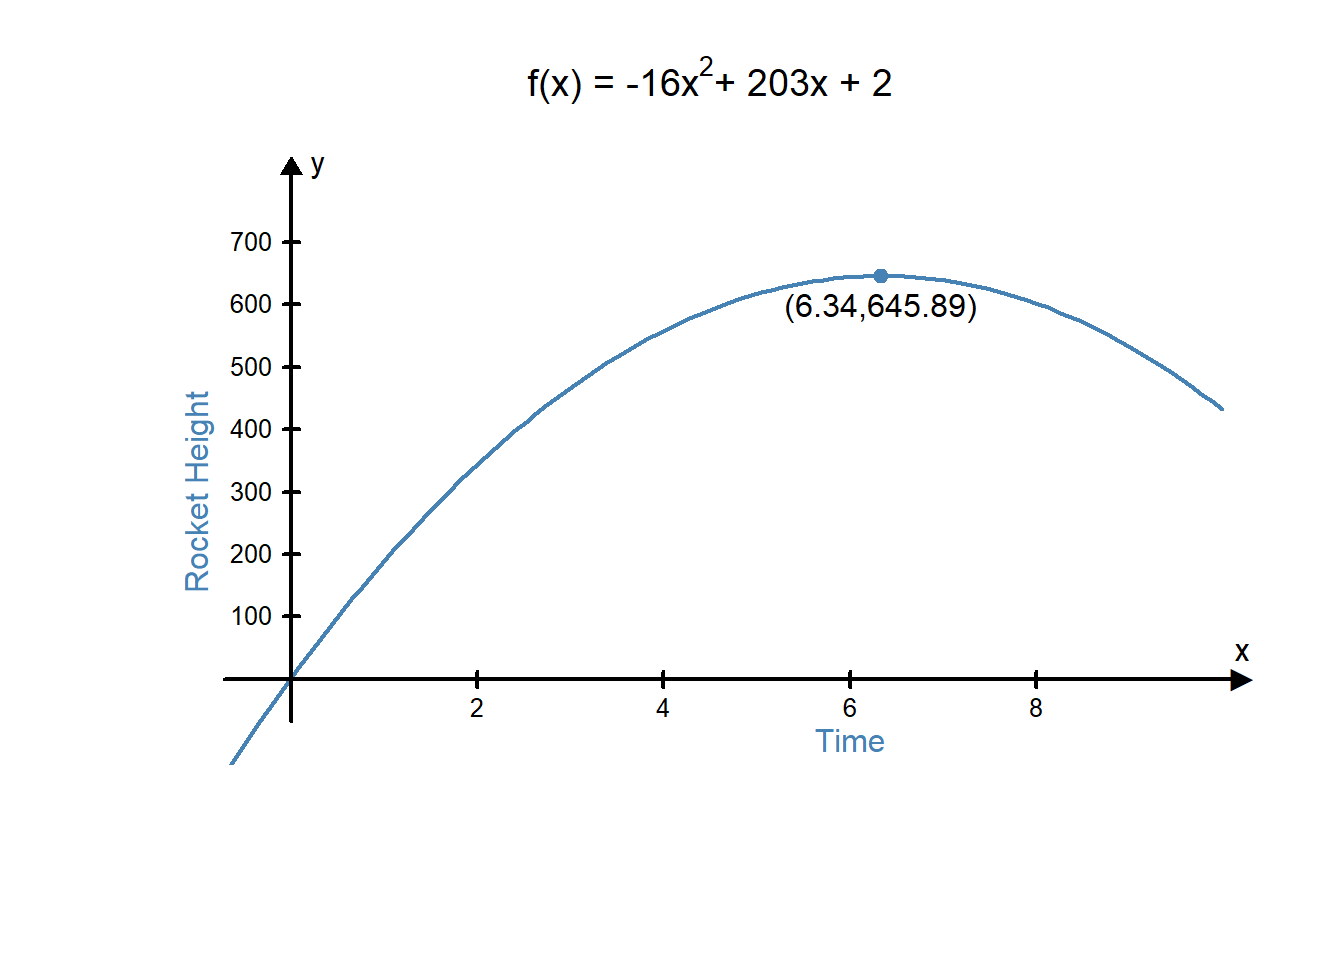 f(x) = -16x²+ 203x + 2
y
700
600
(6.34,645.89)
500
400
300
200
100
Rocket Height
x
2 4 6 8
Time